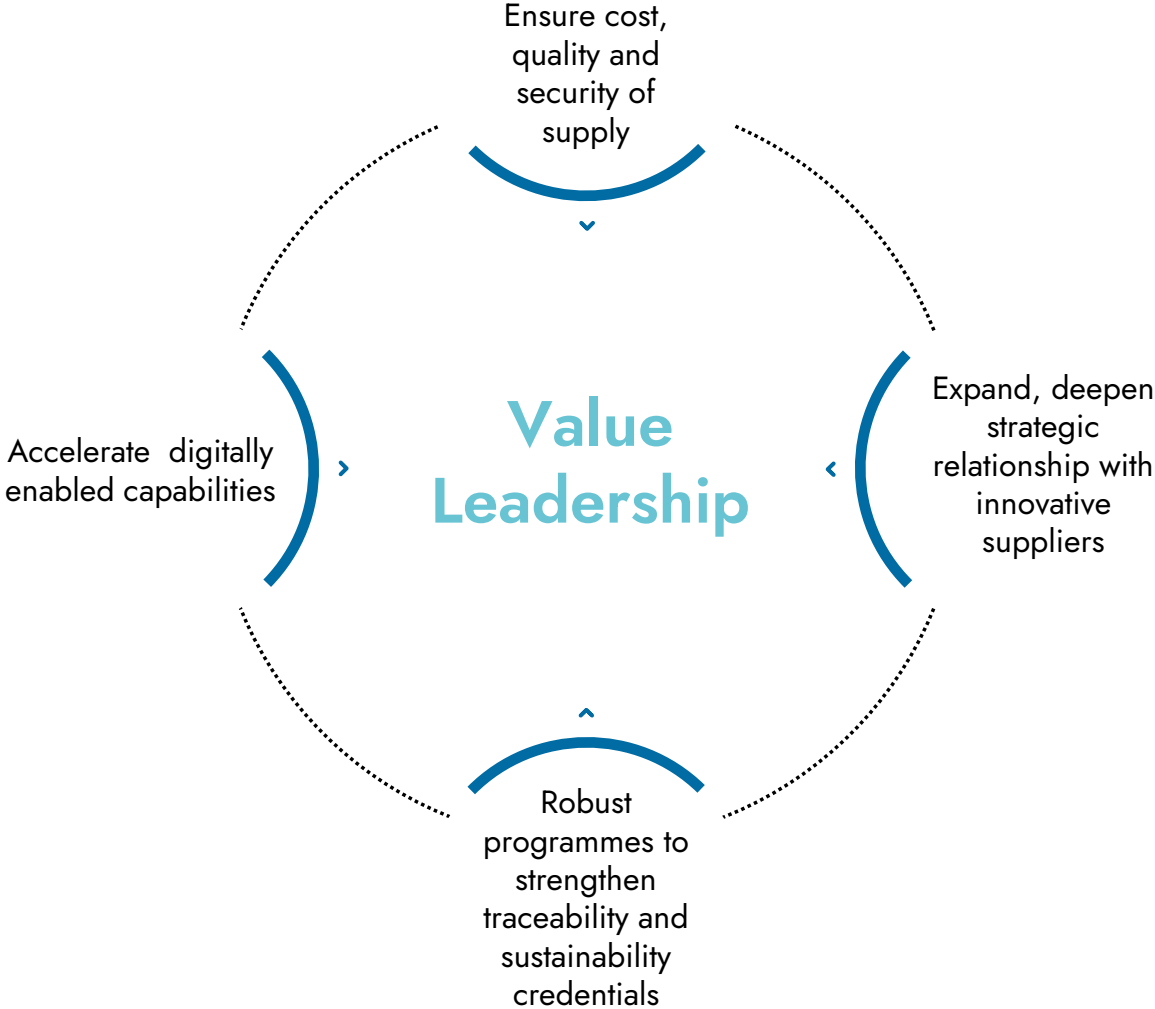 Ensure cost,
quality and
security of
supply
Accelerate  digitally
enabled capabilities
Value
Leadership
Expand, deepen
strategic
relationship with
innovative
suppliers
Robust
programmes to
strengthen
traceability and
sustainability
credentials